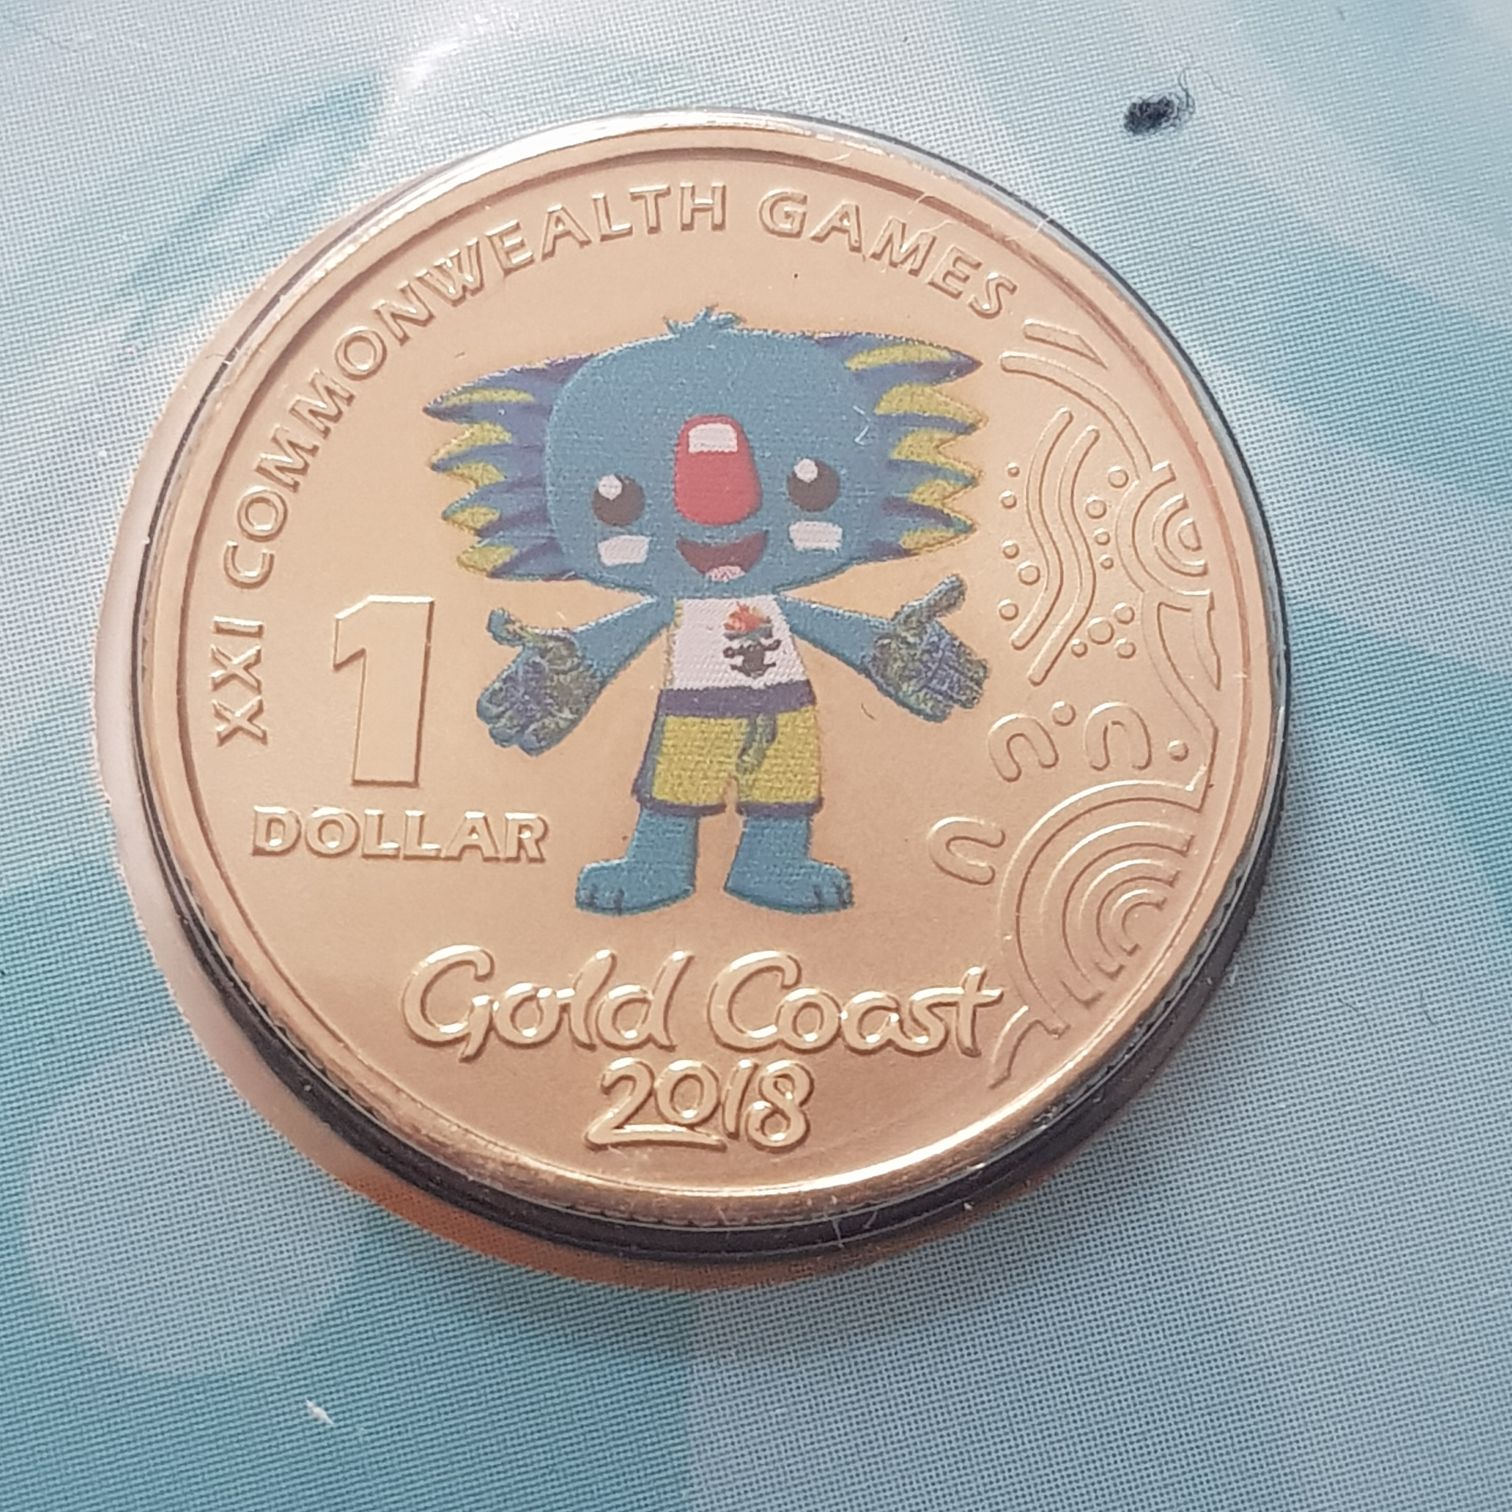 XXI COMMONWEALTH GAMES
1
DOLLAR
Gold Coast
2018